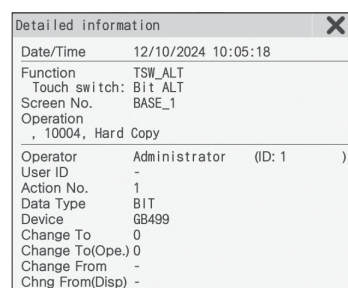 Detailed information
Date/Time 12/10/2024 10:05:18
Function TSW_ALT
Touch switch: Bit ALT
Screen No. BASE_1
Operation
, 10004, Hard Copy
Operator Administrator (ID: 1 )
User ID -
Action No. 1
Data Type BIT
Device GB499
Change To 0
Change To(Ope.) 0
Change From -
Chng From(Disp) -